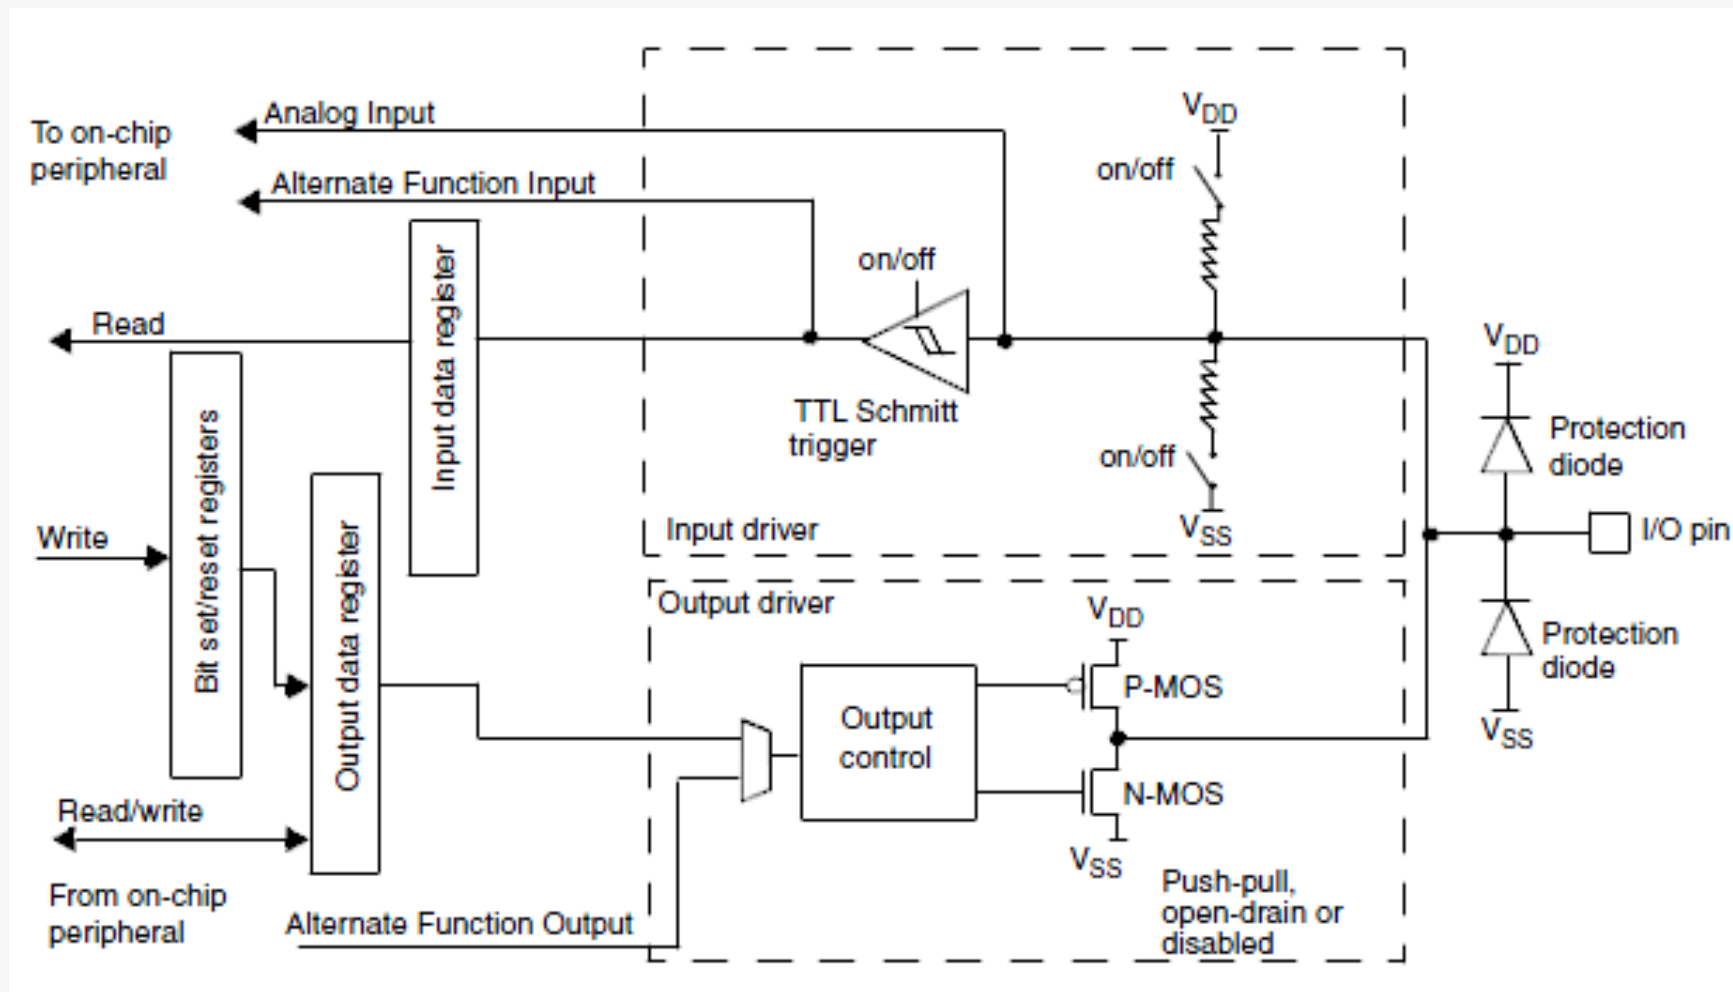 Analog Input
To on-chip
peripheral
Alternate Function Input
Read
Input data register
Bit set/reset registers
Write
Output data register
Read/write
From on-chip
peripheral
Alternate Function Output
on/off
TTL Schmitt
trigger
VDD
on/off
on/off
VSS
Input driver
Output driver
Output
control
VDD
P-MOS
N-MOS
VSS
Push-pull,
open-drain or
disabled
VDD
Protection
diode
I/O pin
Protection
diode
VSS